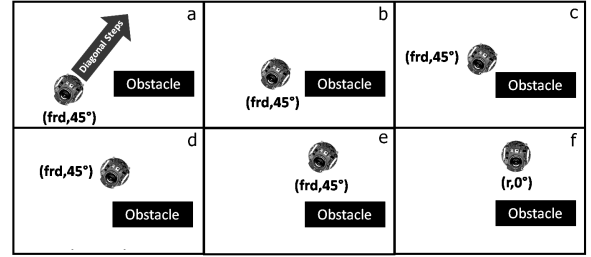 a
Diagonal Steps
Obstacle
(frd,45°)
b
Obstacle
(frd,45°)
c
(frd,45°)
Obstacle
d
(frd,45°)
Obstacle
e
(frd,45°)
Obstacle
f
(r,0°)
Obstacle